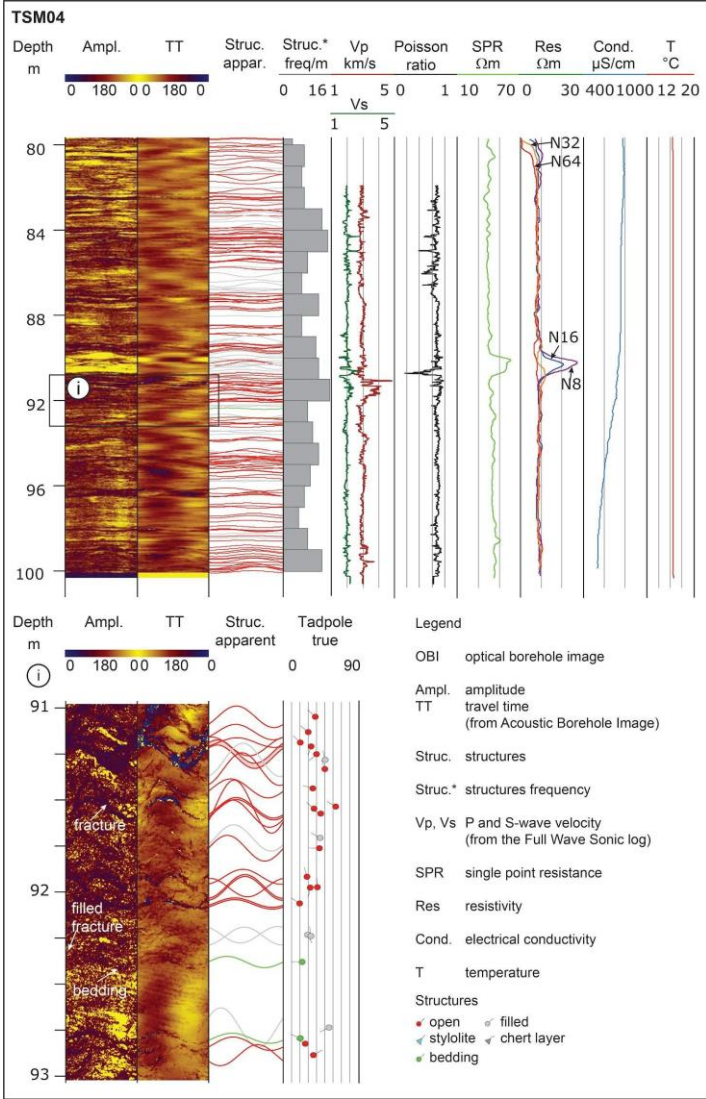 TSM04
Depth Ampl. TT Struc. Struc.* Vp Poisson SPR Res Cond. T
m appar. freq/m km/s ratio Ωm Ωm µS/cm °C
0 180 0 0 180 0 0 16 1 5 0 1 10 70 0 30 400 1000 12 20
Vs
1 5
80
N32
N64
84
88
N16
N8
i
92
96
100
Depth Ampl. TT Struc. Tadpole
m apparent true
0 180 0 0 180 0 0 90
i
91
fracture
92
filled
fracture
bedding
93
Legend
OBI optical borehole image
Ampl. amplitude
TT travel time
(from Acoustic Borehole Image)
Struc. structures
Struc.* structures frequency
Vp, Vs P and S-wave velocity
(from the Full Wave Sonic log)
SPR single point resistance
Res resistivity
Cond. electrical conductivity
T temperature
Structures
open filled
stylolite chert layer
bedding